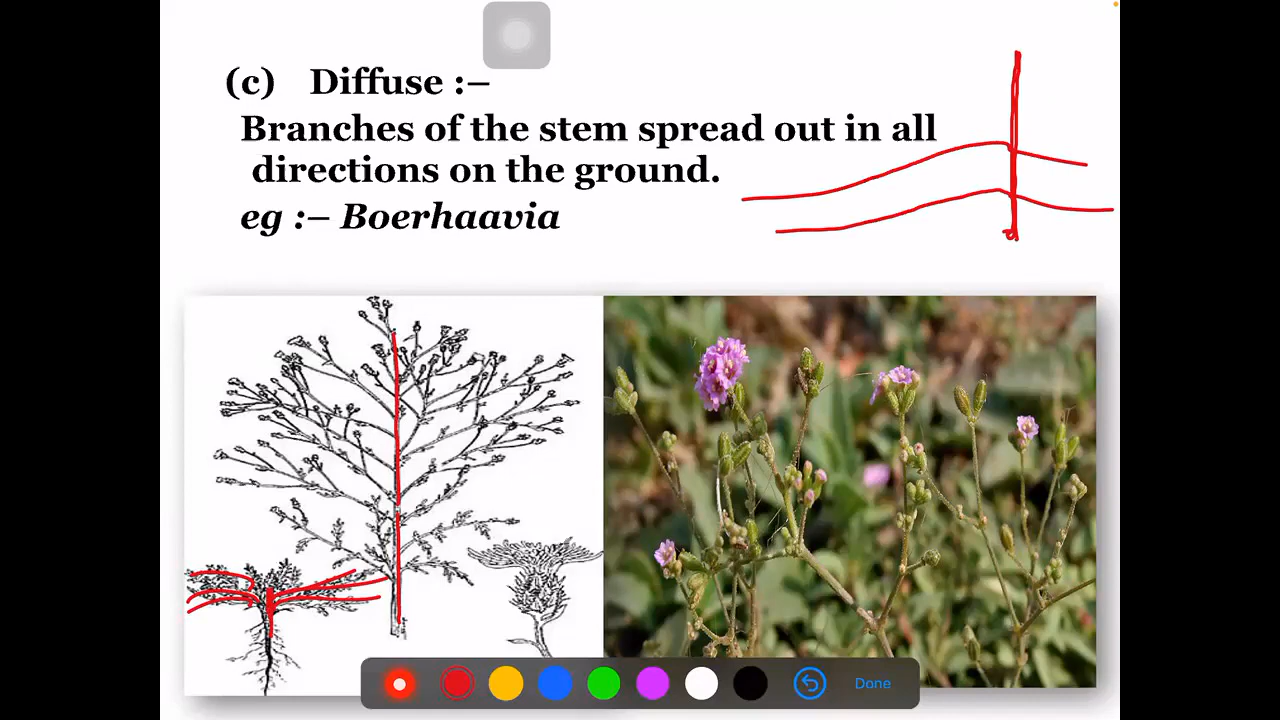 (c) Diffuse :–
Branches of the stem spread out in all
directions on the ground.
eg :– Boerhaavia
Done